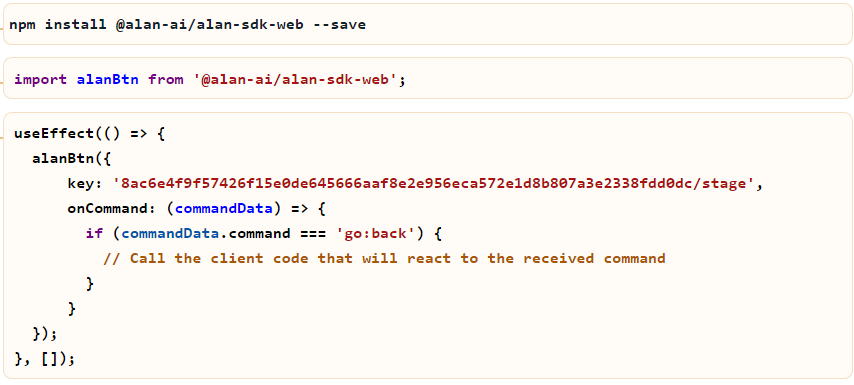 npm install @alan-ai/alan-sdk-web --save
import alanBtn from '@alan-ai/alan-sdk-web';
useEffect(() => {
  alanBtn({
      key: '8ac6e4f9f57426f15e0de645666aaf8e2e956eca572e1d8b807a3e2338fdd0dc/stage',
      onCommand: (commandData) => {
        if (commandData.command === 'go:back') {
          // Call the client code that will react to the received command
        }
      }
  });
}, []);